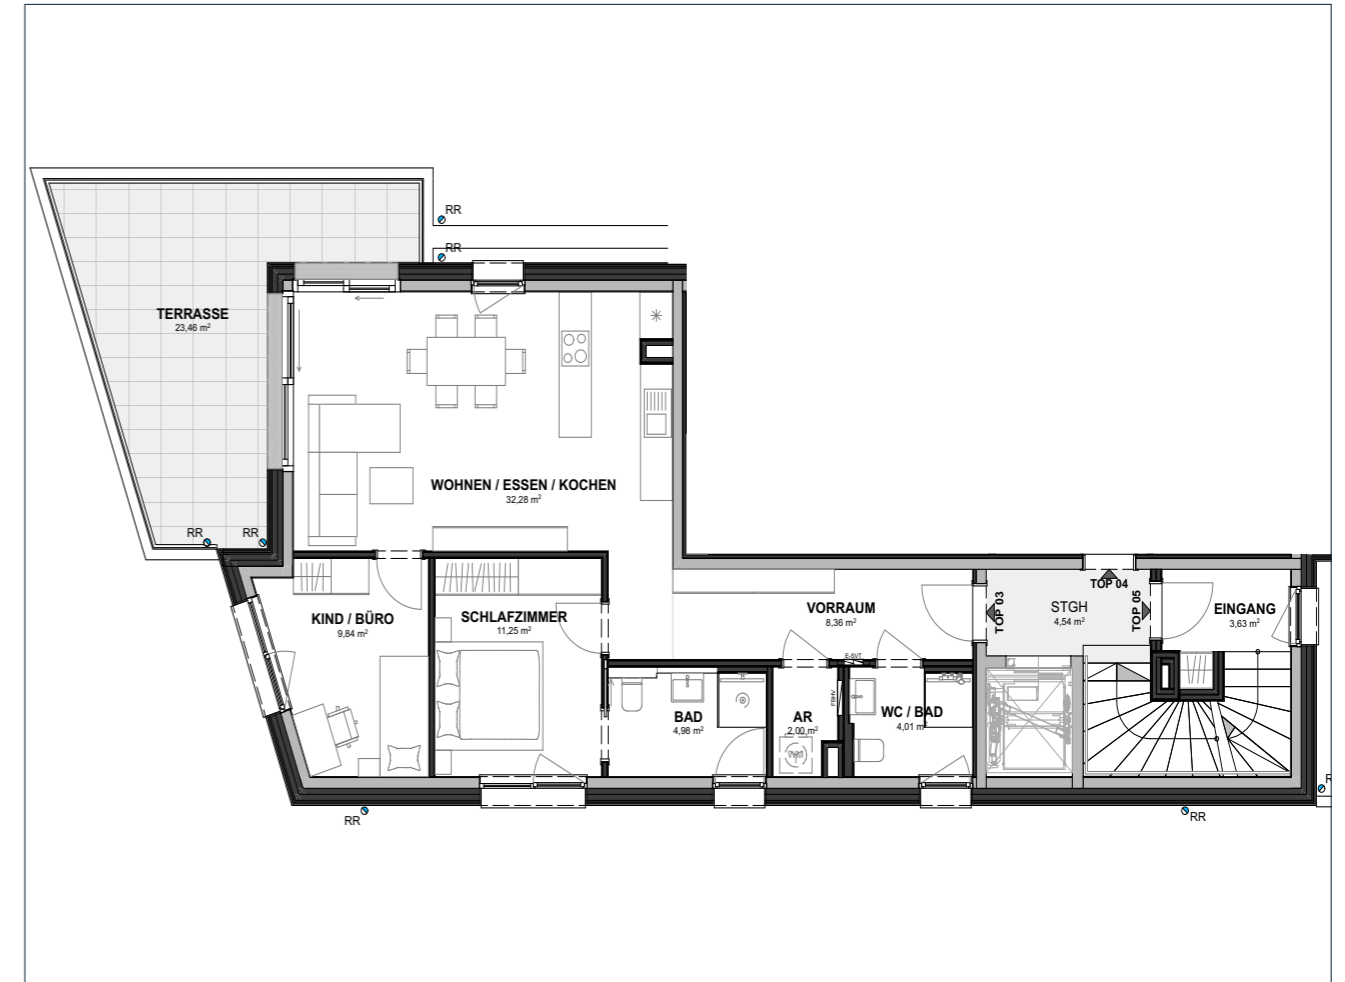 RR
RR
TERRASSE
23,46 m²
WOHNEN / ESSEN / KOCHEN
32,28 m²
RR
RR
KIND / BÜRO
9,84 m²
SCHLAFZIMMER
11,25 m²
VORRAUM
8,36 m²
TOP 03
STGH
4,54 m²
TOP 04
TOP 05
EINGANG
3,63 m²
E-SVT
FBHV
BAD
4,98 m²
AR
2,00 m²
WC / BAD
4,01 m²
RR
RR
R